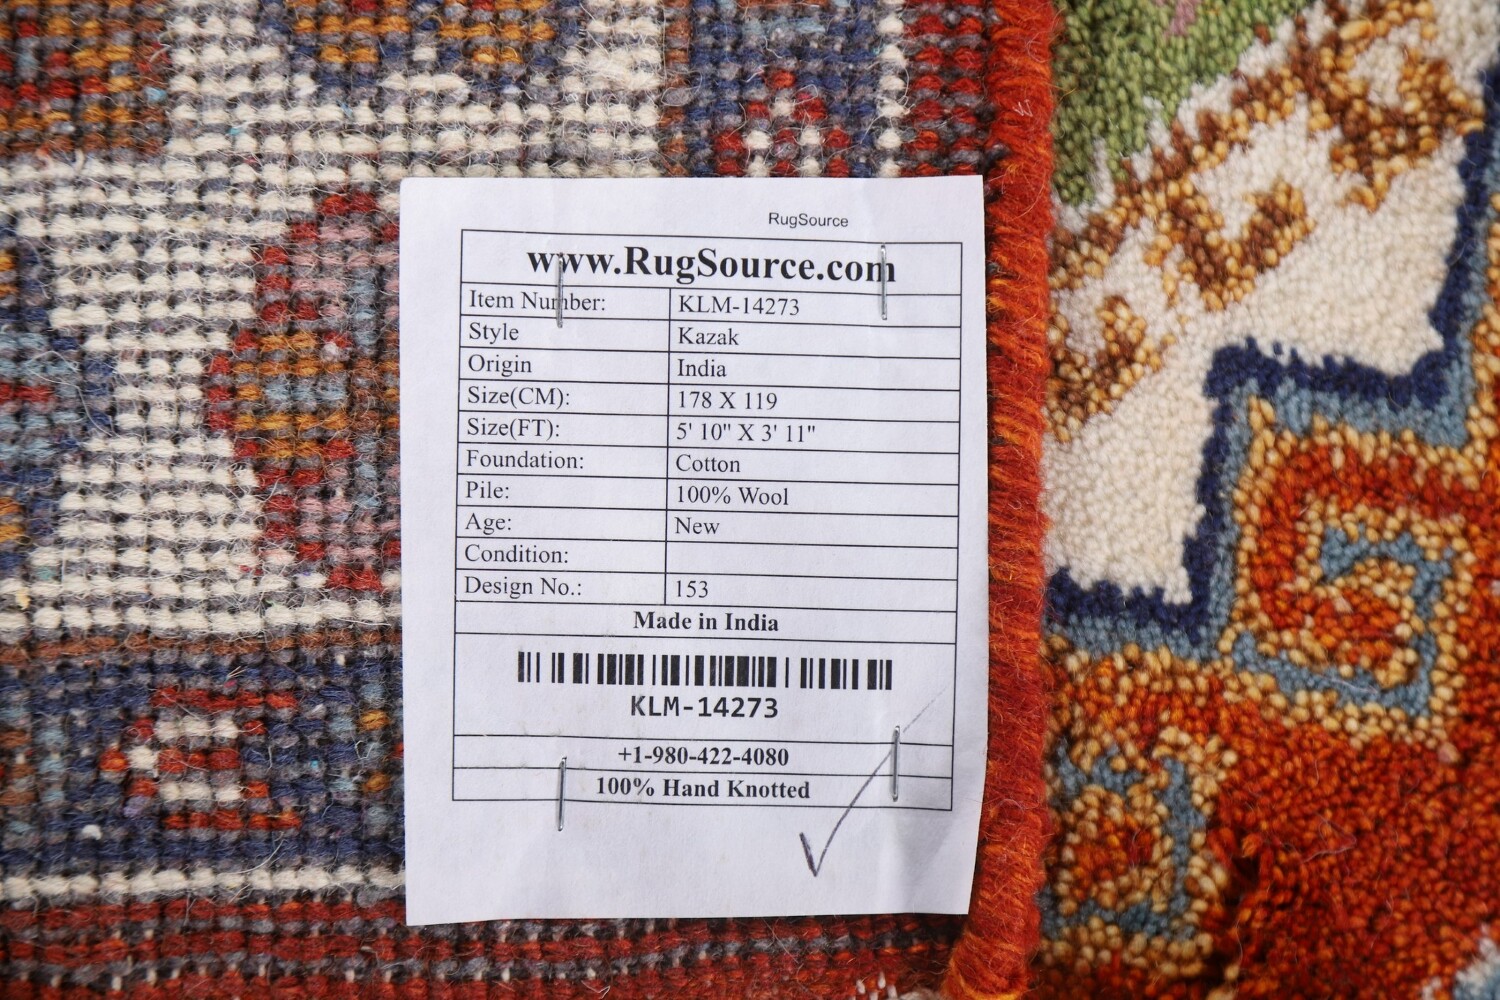 RugSource
www.RugSource.com
Item Number: KLM-14273
Style Kazak
Origin India
Size(CM): 178 X 119
Size(FT): 5' 10" X 3' 11"
Foundation: Cotton
Pile: 100% Wool
Age: New
Condition:
Design No.: 153
Made in India
KLM-14273
+1-980-422-4080
100% Hand Knotted